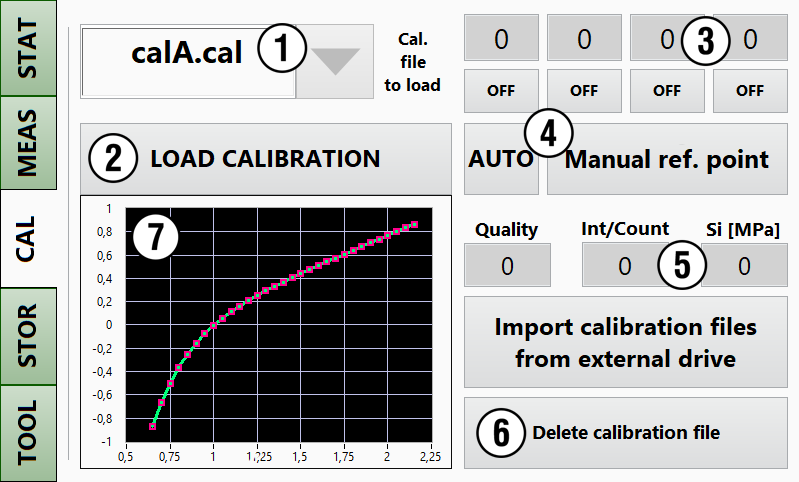 STAT
MEAS
CAL
STOR
TOOL
calA.cal
1
Cal.
file
to load
0 0 0 3 0
OFF OFF OFF OFF
2 LOAD CALIBRATION
4
AUTO Manual ref. point
7
1
0,8
0,6
0,4
0,2
0
-0,2
-0,4
-0,6
-0,8
-1
0,5 0,75 1 1,25 1,5 1,75 2 2,25
Quality Int/Count Si [MPa]
0 0 5 0
Import calibration files
from external drive
6 Delete calibration file